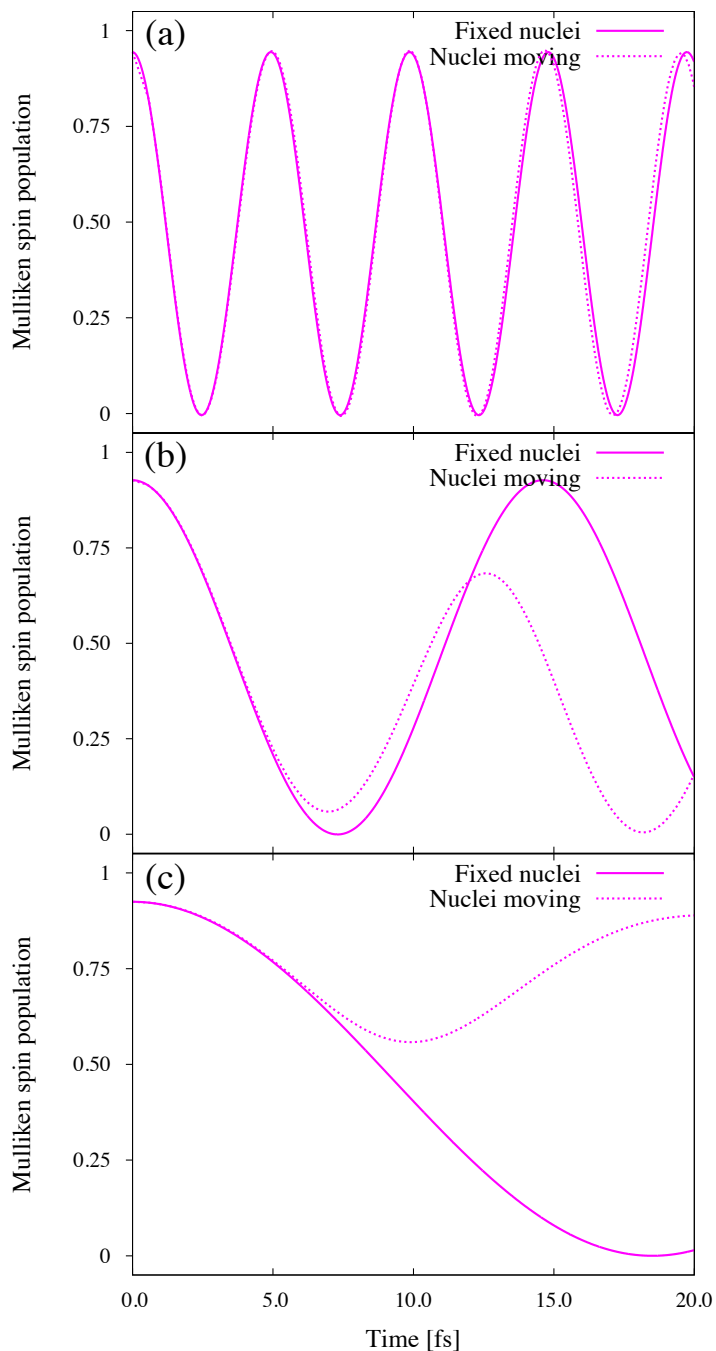 (a)
Fixed nuclei
Nuclei moving
1
0.75
0.50
0.25
0
Mulliken spin population
(b)
Fixed nuclei
Nuclei moving
1
0.75
0.50
0.25
0
Mulliken spin population
(c)
Fixed nuclei
Nuclei moving
1
0.75
0.50
0.25
0
Mulliken spin population
0.0 5.0 10.0 15.0 20.0
Time [fs]